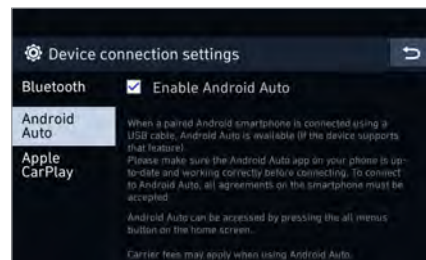 Device connection settings
Bluetooth
Enable Android Auto
Android
Auto
Apple
CarPlay
When a paired Android smartphone is connected using a
USB cable, Android Auto is available (if the device supports
that feature).
Please make sure the Android Auto app on your phone is up-
to-date and working correctly before connecting. To connect
to Android Auto, all agreements on the smartphone must be
accepted.
Android Auto can be accessed by pressing the all menus
button on the home screen.
Carrier fees may apply when using Android Auto.